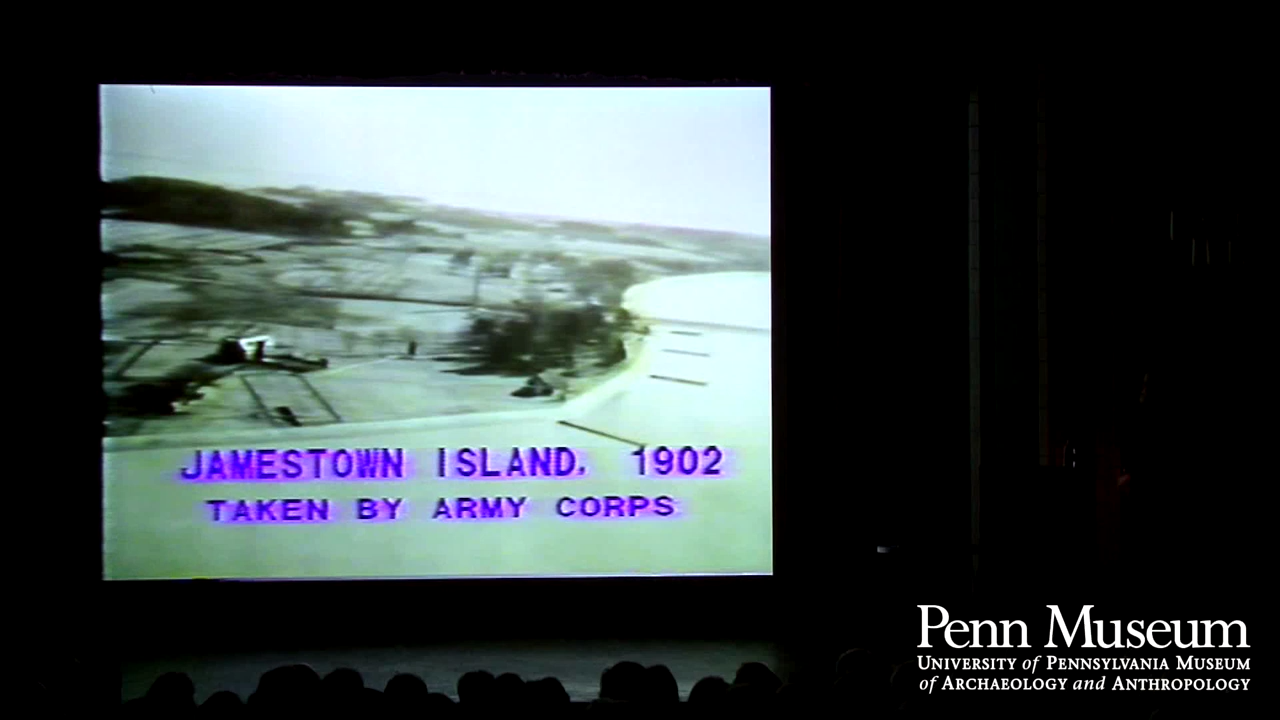 JAMESTOWN ISLAND, 1902
TAKEN BY ARMY CORPS
Penn Museum
UNIVERSITY of PENNSYLVANIA MUSEUM
of ARCHAEOLOGY and ANTHROPOLOGY